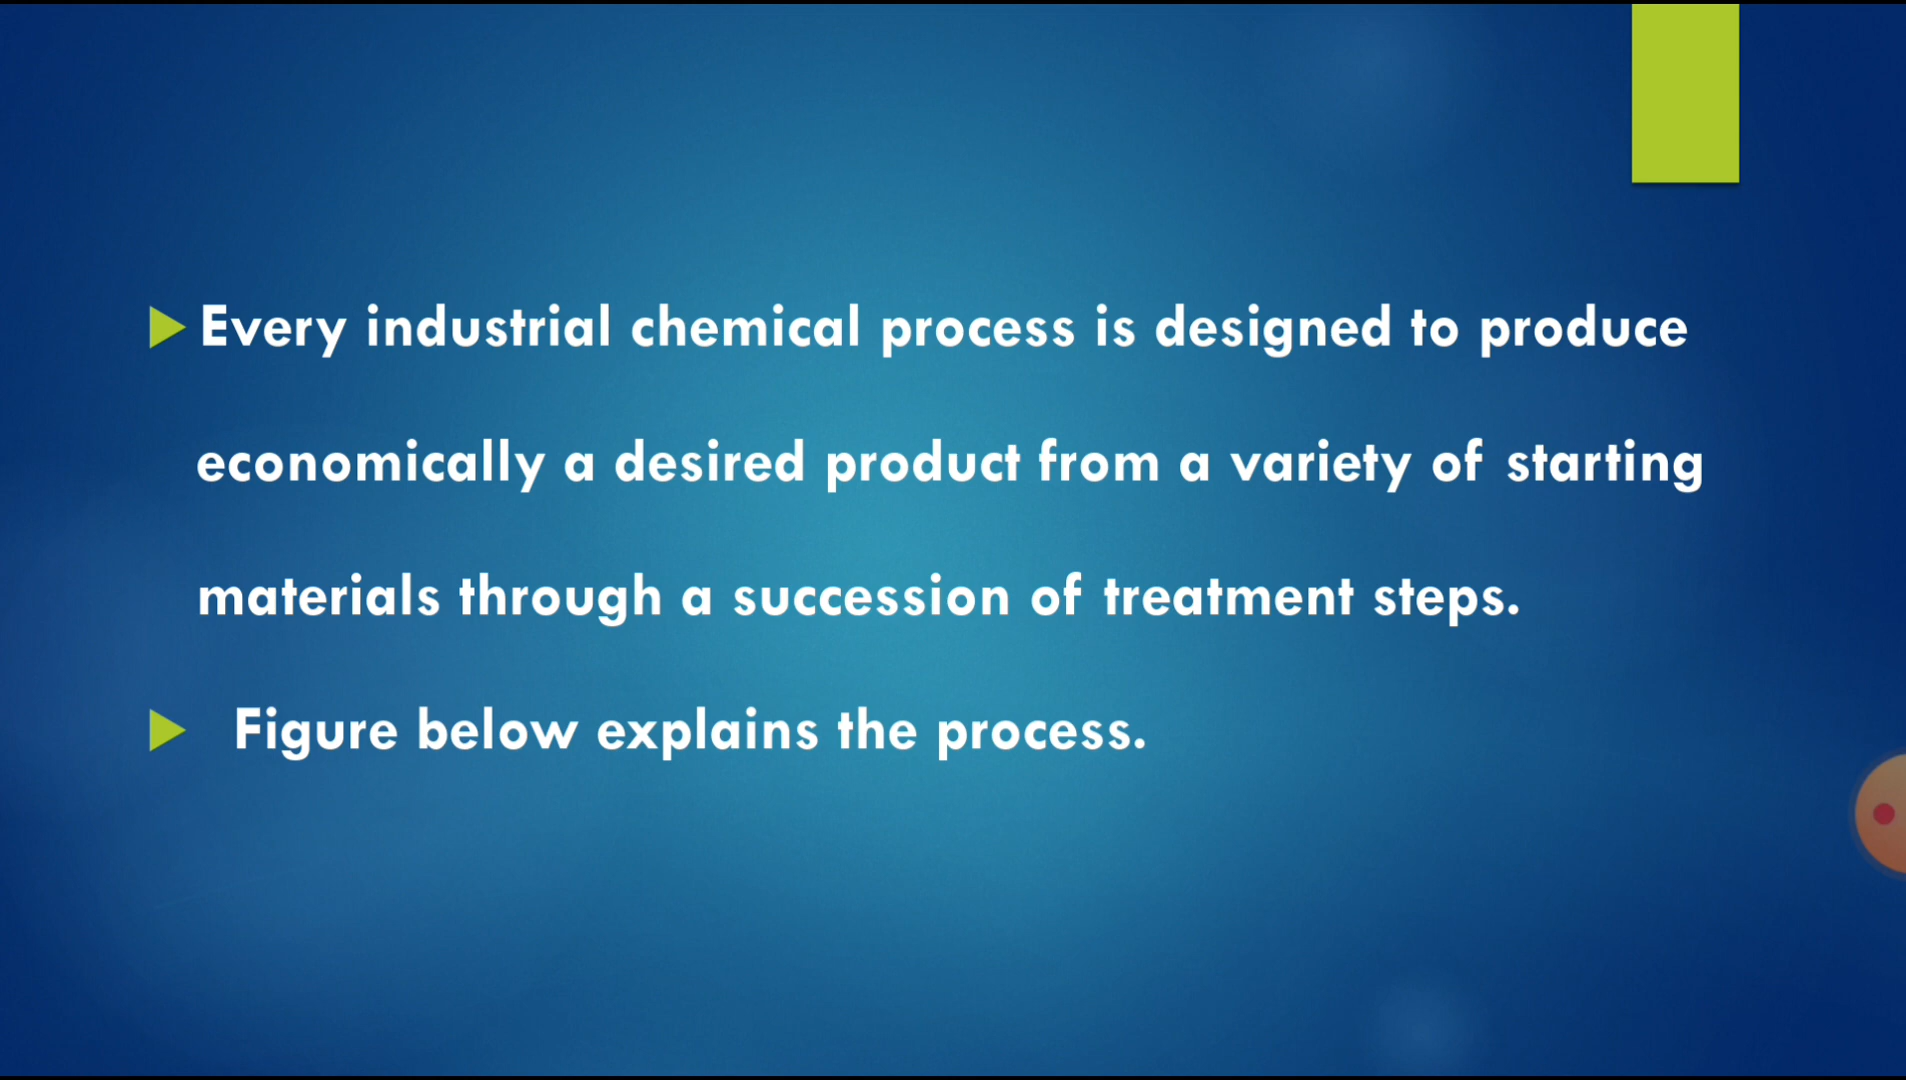 Every industrial chemical process is designed to produce
economically a desired product from a variety of starting
materials through a succession of treatment steps.
Figure below explains the process.